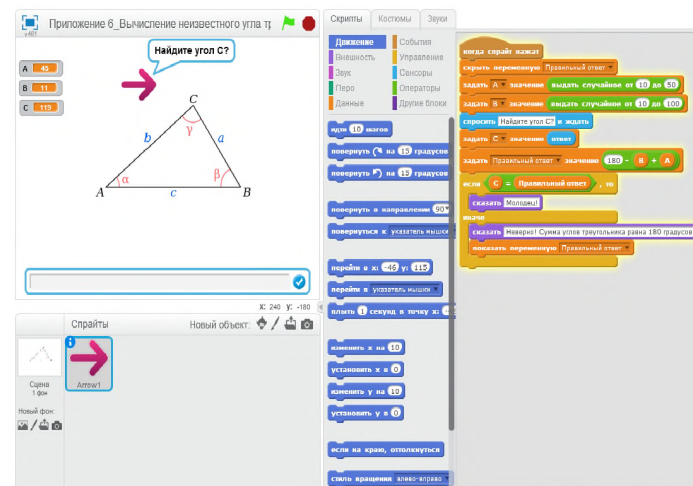 v461
Приложение 6_Вычисление неизвестного угла тр
A 45
B 11
C 119
Найдите угол C?
C
γ
b
a
α
β
A
c
B
X: 240 Y: -180
Спрайты
Новый объект:
Сцена
1 фон
Новый фон:
Arrow1
Скрипты
Костюмы
Звуки
Движение
События
Внешность
Управление
Звук
Сенсоры
Перо
Операторы
Данные
Другие блоки
идти 10 шагов
повернуть на 15 градусов
повернуть на 15 градусов
повернуть в направлении 90
повернуться к указатель мышки
перейти в x: -46 y: 115
перейти в указатель мышки
плыть 1 секунд в точку x:
изменить x на 10
установить x в 0
изменить y на 10
установить y в 0
если на краю, оттолкнуться
стиль вращения влево-вправо
когда спрайт нажат
скрыть переменную Правильный ответ
задать A значение выдать случайное от 10 до 50
задать B значение выдать случайное от 10 до 100
спросить Найдите угол C? и ждать
задать C значение ответ
задать Правильный ответ значение 180 - B + A
если C = Правильный ответ , то
сказать Молодец!
иначе
сказать Неверно! Сумма углов треугольника равна 180 градусов
показать переменную Правильный ответ